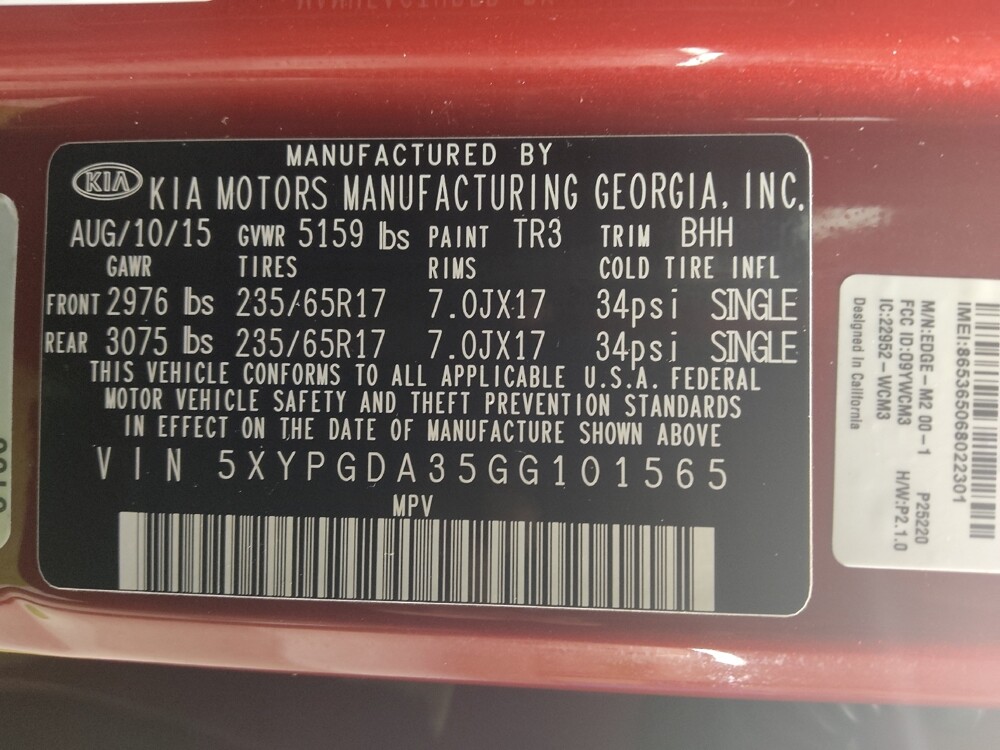 MANUFACTURED BY
KIA KIA MOTORS MANUFACTURING GEORGIA, INC.
AUG/10/15 GVWR 5159 lbs PAINT TR3 TRIM BHH
GAWR TIRES RIMS COLD TIRE INFL
FRONT 2976 lbs 235/65R17 7.0JX17 34psi SINGLE
REAR 3075 lbs 235/65R17 7.0JX17 34psi SINGLE
THIS VEHICLE CONFORMS TO ALL APPLICABLE U.S.A. FEDERAL
MOTOR VEHICLE SAFETY AND THEFT PREVENTION STANDARDS
IN EFFECT ON THE DATE OF MANUFACTURE SHOWN ABOVE
VIN 5XYPGDA35GG101565
MPV
IMEI:865365068022301
M/N:EDGE-M2 00-1 P25220
FCC ID:O9YWCM3 H/W:P2.1.0
IC:22952-WCM3
Designed in California